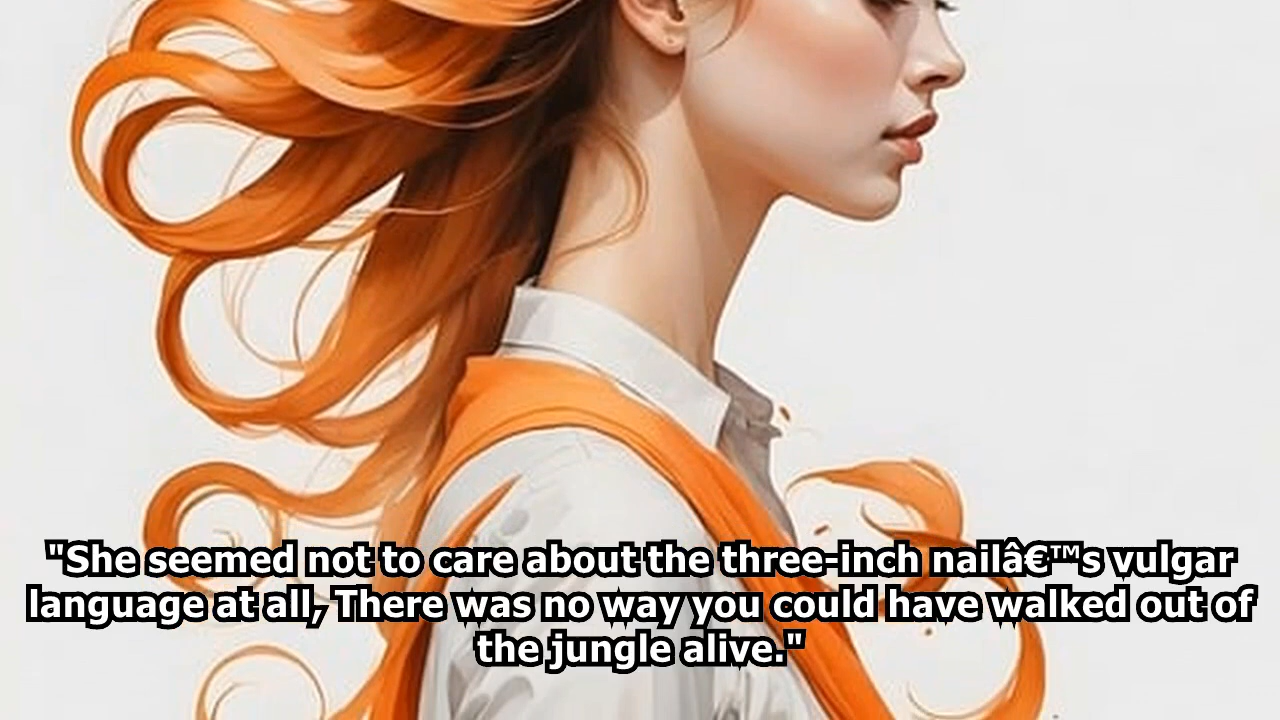 "She seemed not to care about the three-inch nailâ€™s vulgar
language at all, There was no way you could have walked out of
the jungle alive."